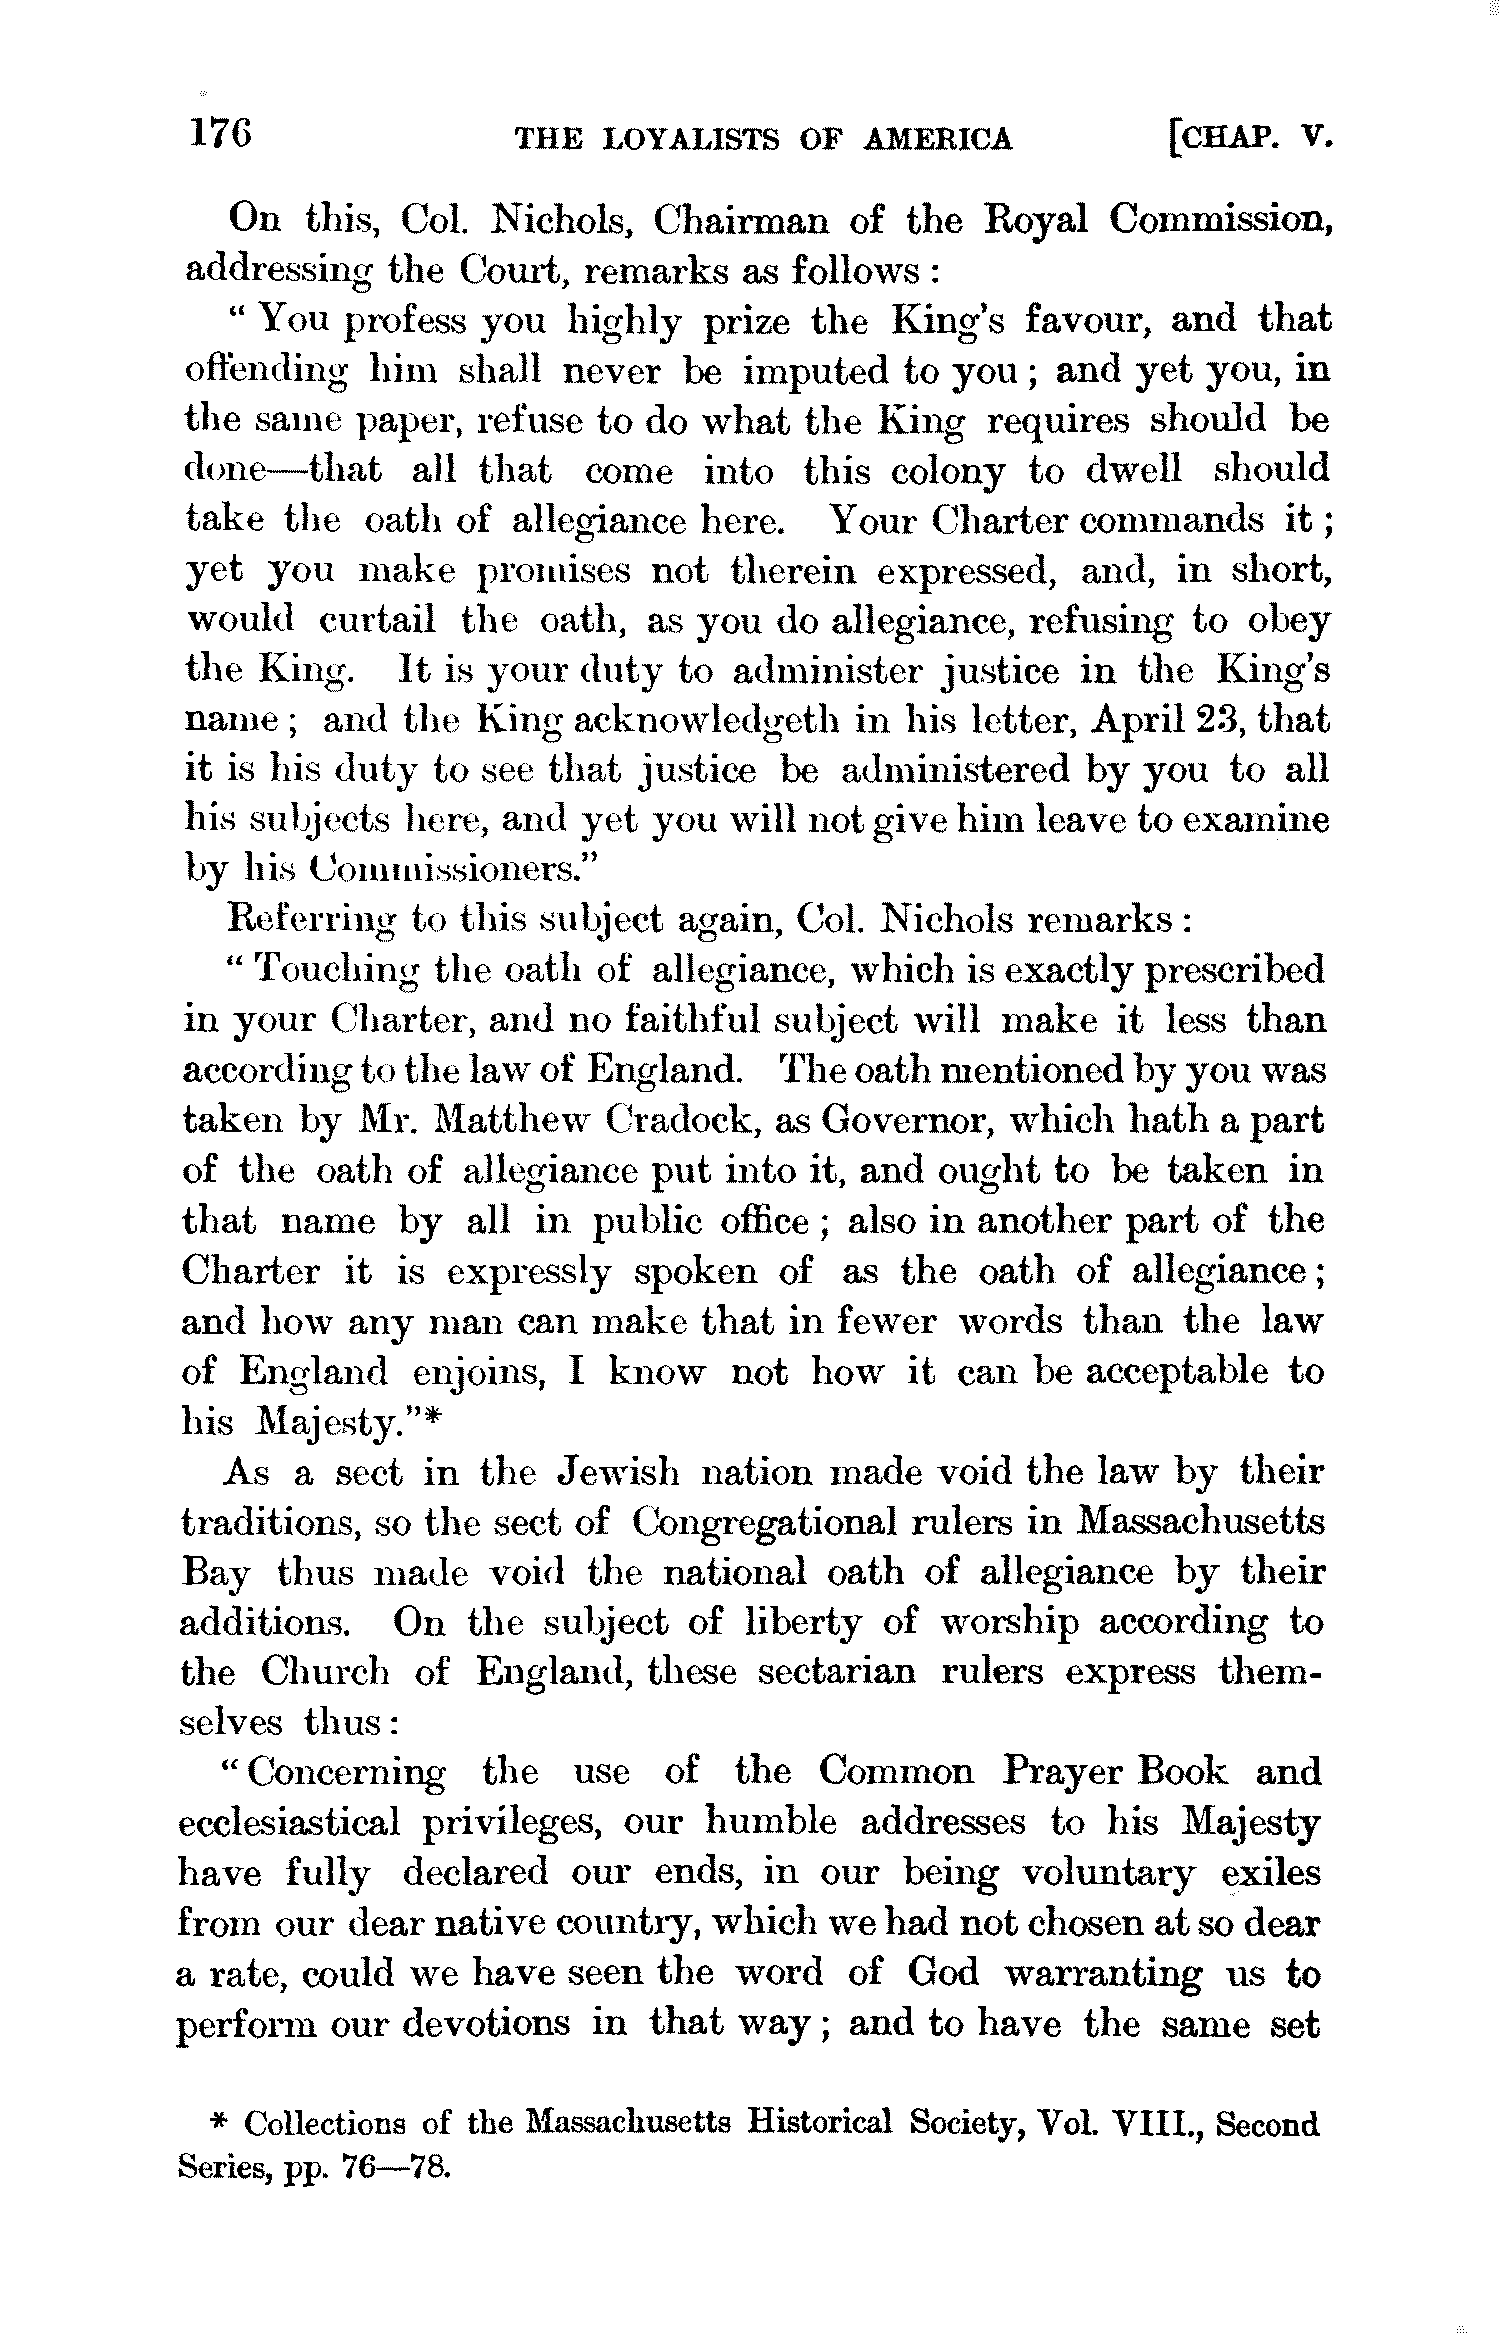 176 THE LOYALISTS OF AMERICA [CHAP. V.
On this, Col. Nichols, Chairman of the Royal Commission,
addressing the Court, remarks as follows :
" You profess you highly prize the King's favour, and that
offending him shall never be imputed to you ; and yet you, in
the same paper, refuse to do what the King requires should be
done—that all that come into this colony to dwell should
take the oath of allegiance here. Your Charter commands it ;
yet you make promises not therein expressed, and, in short,
would curtail the oath, as you do allegiance, refusing to obey
the King. It is your duty to administer justice in the King's
name ; and the King acknowledgeth in his letter, April 23, that
it is his duty to see that justice be administered by you to all
his subjects here, and yet you will not give him leave to examine
by his Commissioners."
Referring to this subject again, Col. Nichols remarks :
" Touching the oath of allegiance, which is exactly prescribed
in your Charter, and no faithful subject will make it less than
according to the law of England. The oath mentioned by you was
taken by Mr. Matthew Cradock, as Governor, which hath a part
of the oath of allegiance put into it, and ought to be taken in
that name by all in public office ; also in another part of the
Charter it is expressly spoken of as the oath of allegiance ;
and how any man can make that in fewer words than the law
of England enjoins, I know not how it can be acceptable to
his Majesty."*
As a sect in the Jewish nation made void the law by their
traditions, so the sect of Congregational rulers in Massachusetts
Bay thus made void the national oath of allegiance by their
additions. On the subject of liberty of worship according to
the Church of England, these sectarian rulers express them-
selves thus :
" Concerning the use of the Common Prayer Book and
ecclesiastical privileges, our humble addresses to his Majesty
have fully declared our ends, in our being voluntary exiles
from our dear native country, which we had not chosen at so dear
a rate, could we have seen the word of God warranting us to
perform our devotions in that way ; and to have the same set
* Collections of the Massachusetts Historical Society, Vol. VIII., Second
Series, pp. 76—78.